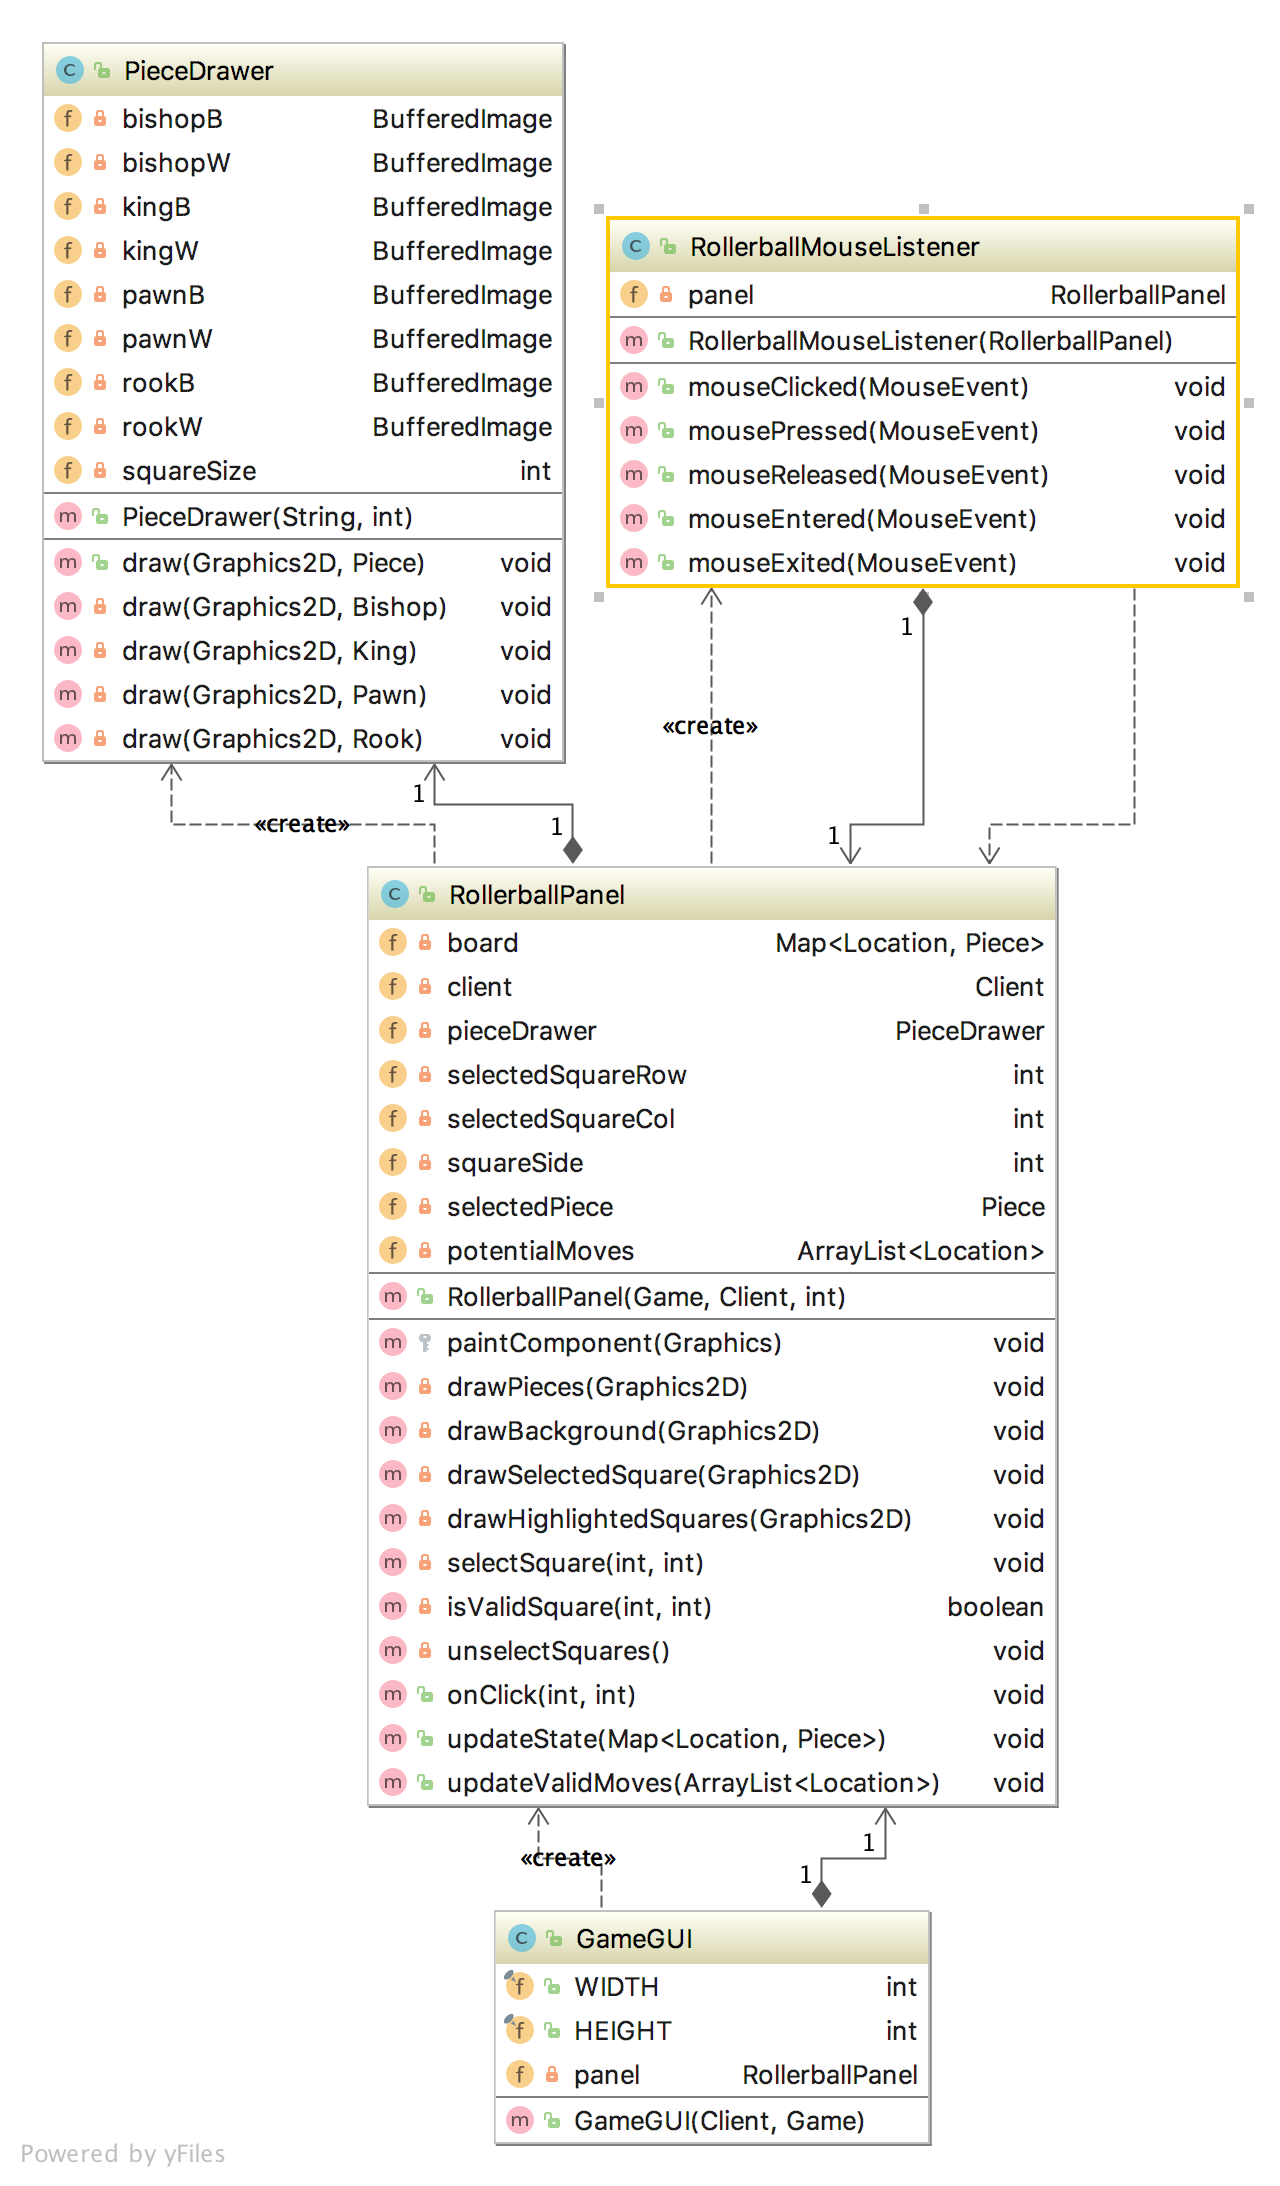 PieceDrawer
bishopB BufferedImage
bishopW BufferedImage
kingB BufferedImage
kingW BufferedImage
pawnB BufferedImage
pawnW BufferedImage
rookB BufferedImage
rookW BufferedImage
squareSize int
PieceDrawer(String, int)
draw(Graphics2D, Piece) void
draw(Graphics2D, Bishop) void
draw(Graphics2D, King) void
draw(Graphics2D, Pawn) void
draw(Graphics2D, Rook) void
RollerballMouseListener
panel RollerballPanel
RollerballMouseListener(RollerballPanel)
mouseClicked(MouseEvent) void
mousePressed(MouseEvent) void
mouseReleased(MouseEvent) void
mouseEntered(MouseEvent) void
mouseExited(MouseEvent) void
1
«create»
1
«create»
1
1
RollerballPanel
board Map<Location, Piece>
client Client
pieceDrawer PieceDrawer
selectedSquareRow int
selectedSquareCol int
squareSide int
selectedPiece Piece
potentialMoves ArrayList<Location>
RollerballPanel(Game, Client, int)
paintComponent(Graphics) void
drawPieces(Graphics2D) void
drawBackground(Graphics2D) void
drawSelectedSquare(Graphics2D) void
drawHighlightedSquares(Graphics2D) void
selectSquare(int, int) void
isValidSquare(int, int) boolean
unselectSquares() void
onClick(int, int) void
updateState(Map<Location, Piece>) void
updateValidMoves(ArrayList<Location>) void
1
«create»
1
GameGUI
WIDTH int
HEIGHT int
panel RollerballPanel
GameGUI(Client, Game)
Powered by yFiles